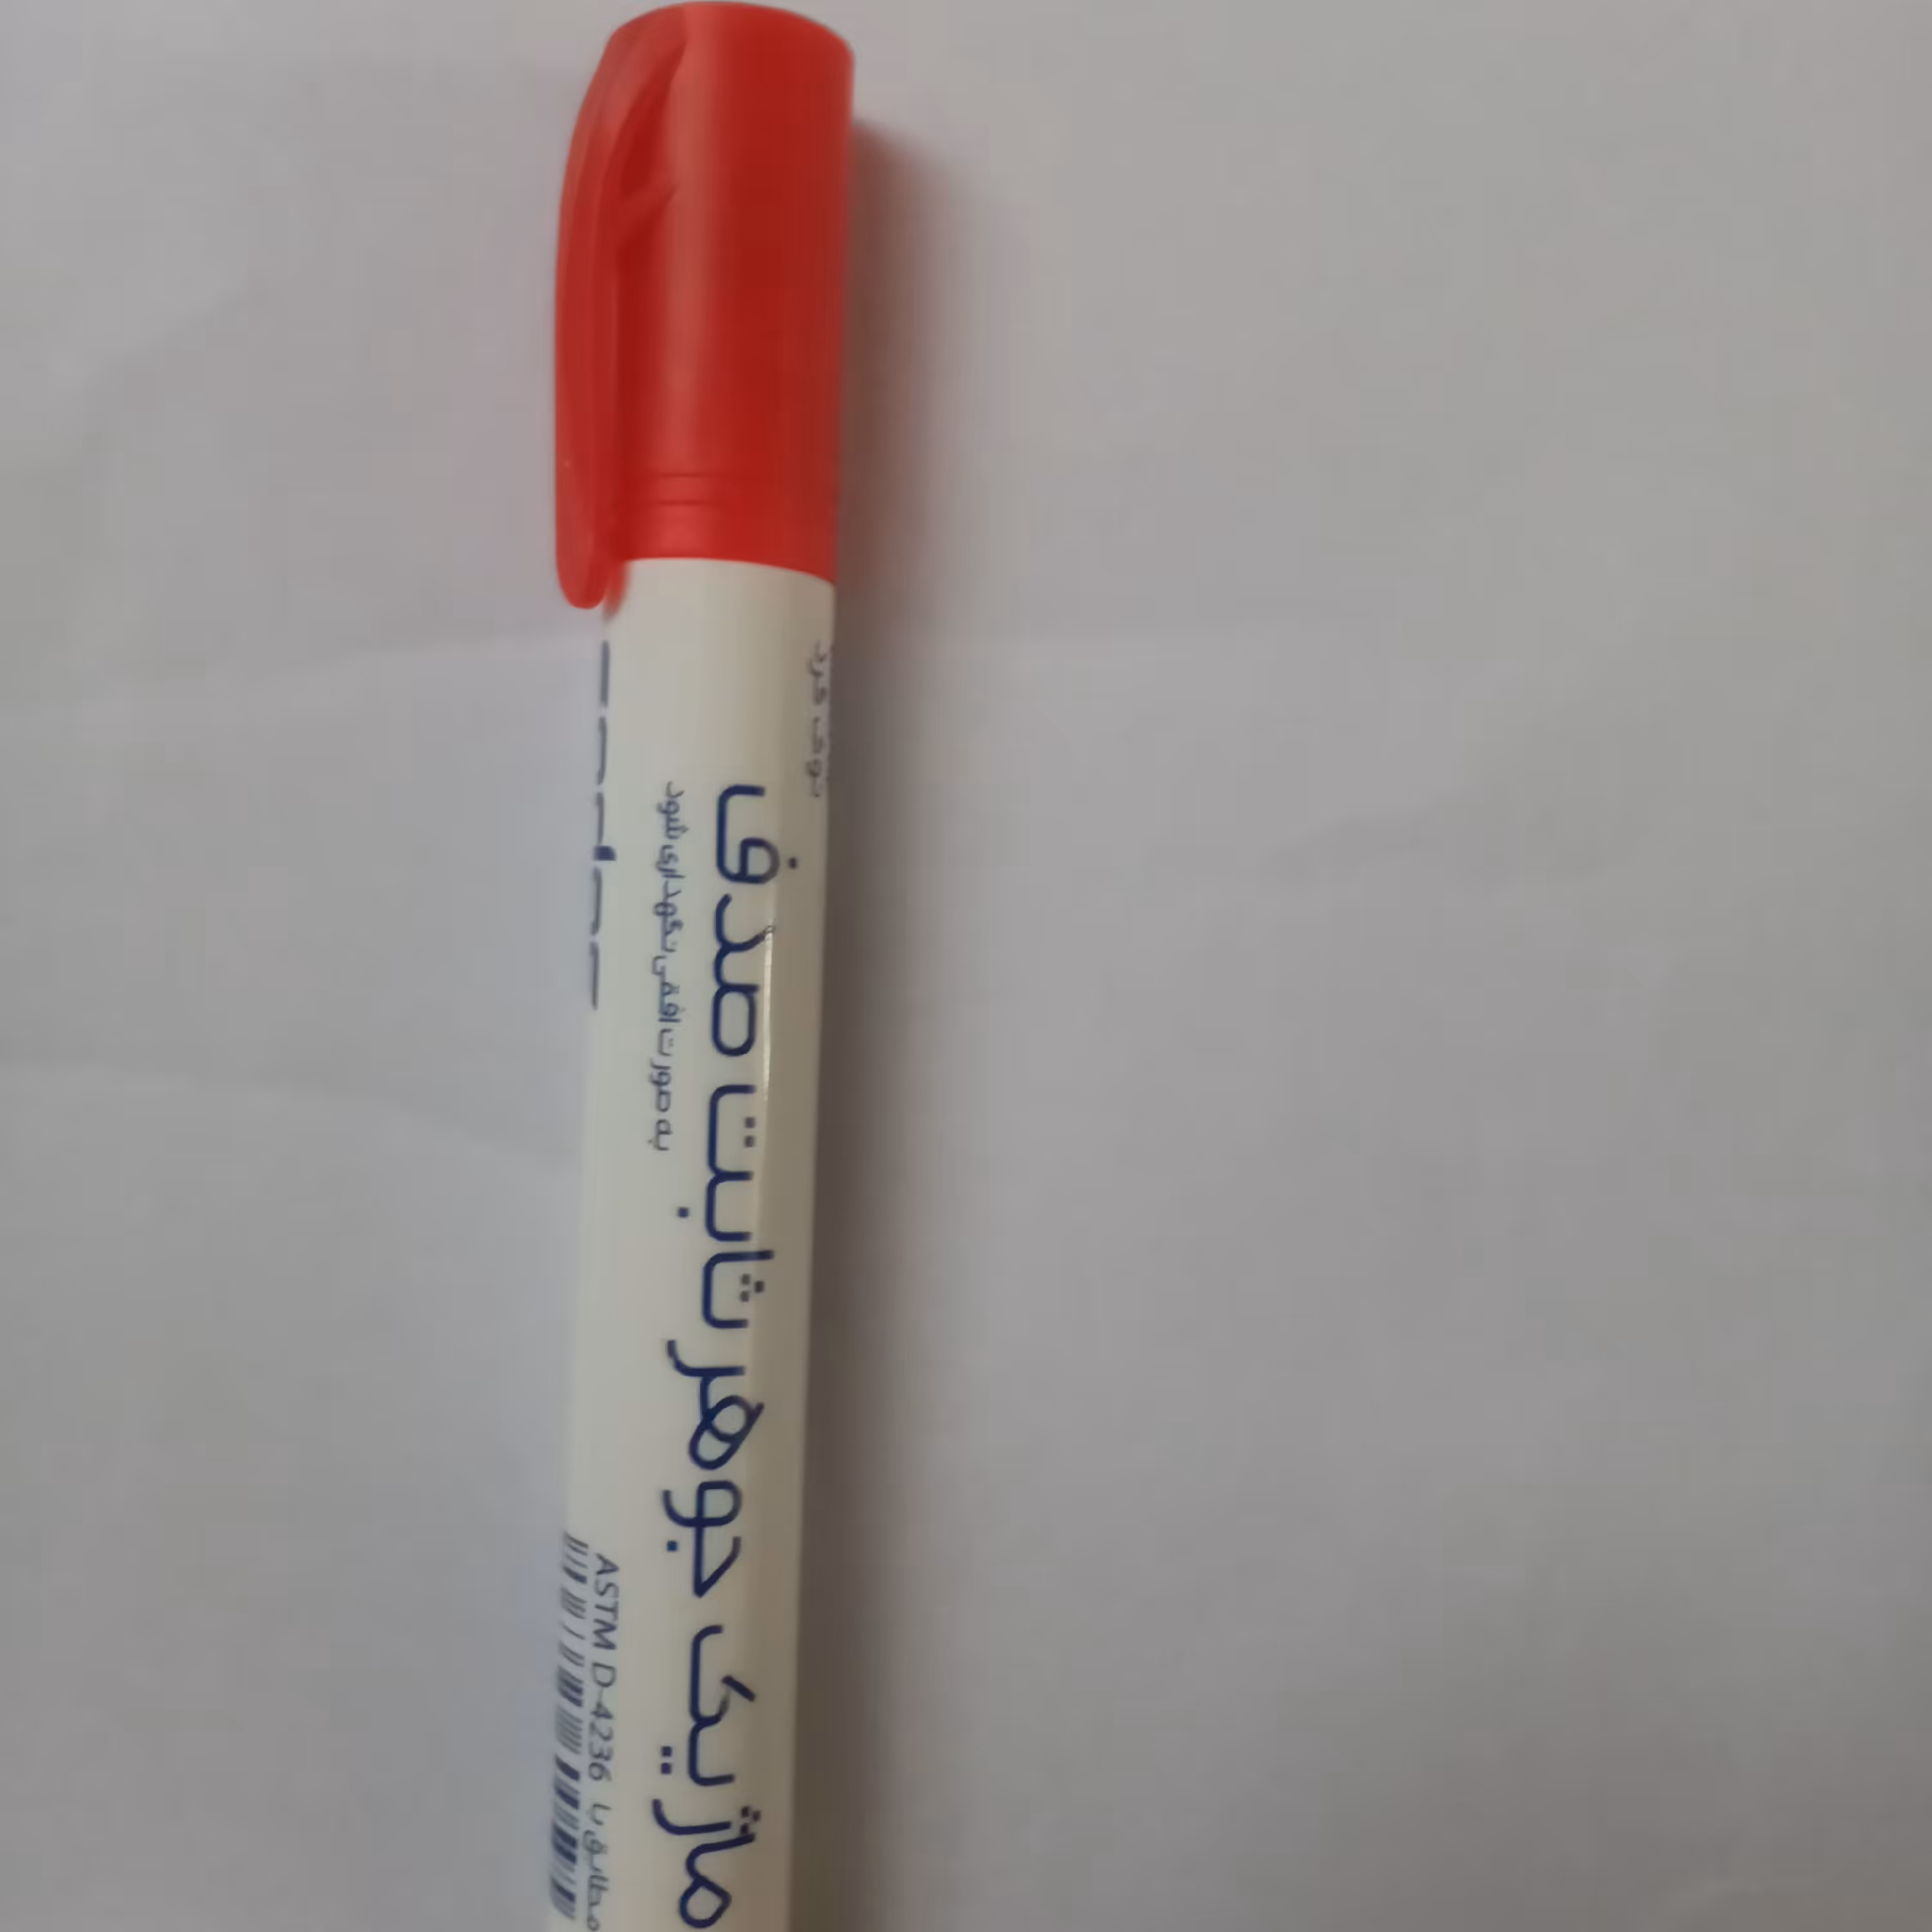 ماژیک جوهر ثابت صدف
به صورت افقی نگهداری شود
مطابق با ASTM D-4236